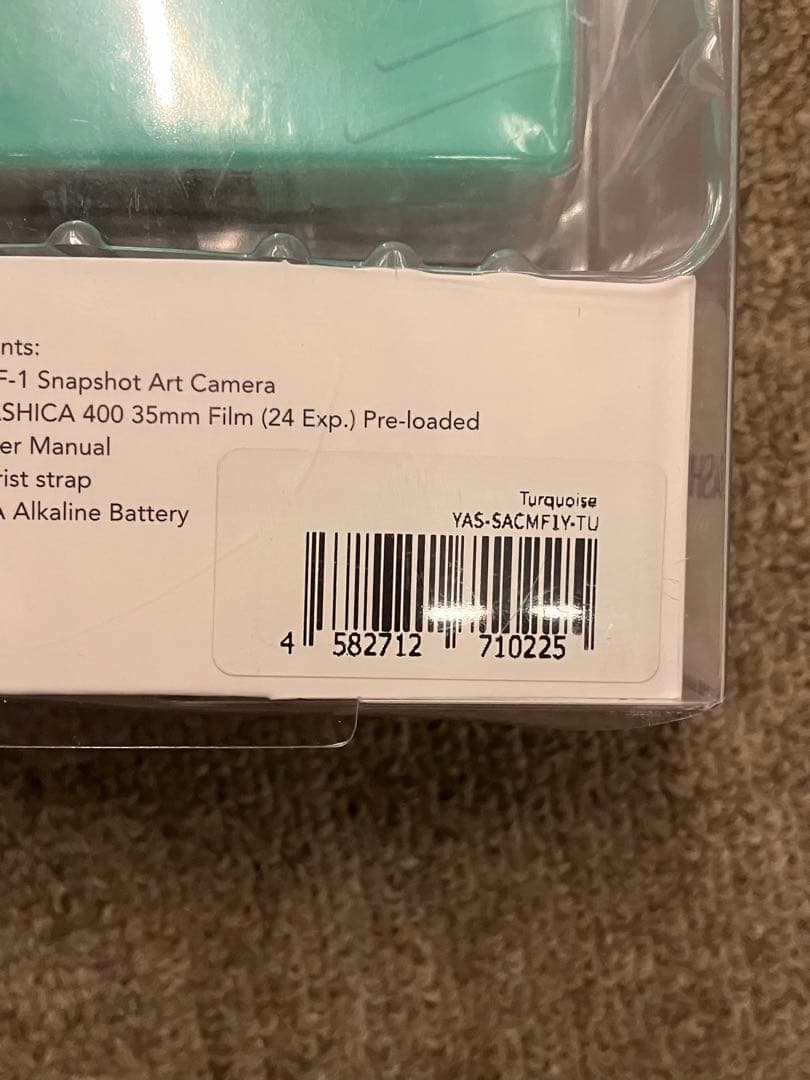 nts:
F-1 Snapshot Art Camera
SHICA 400 35mm Film (24 Exp.) Pre-loaded
er Manual
rist strap
A Alkaline Battery
Turquoise
YAS-SACMF1Y-TU
4 582712 710225